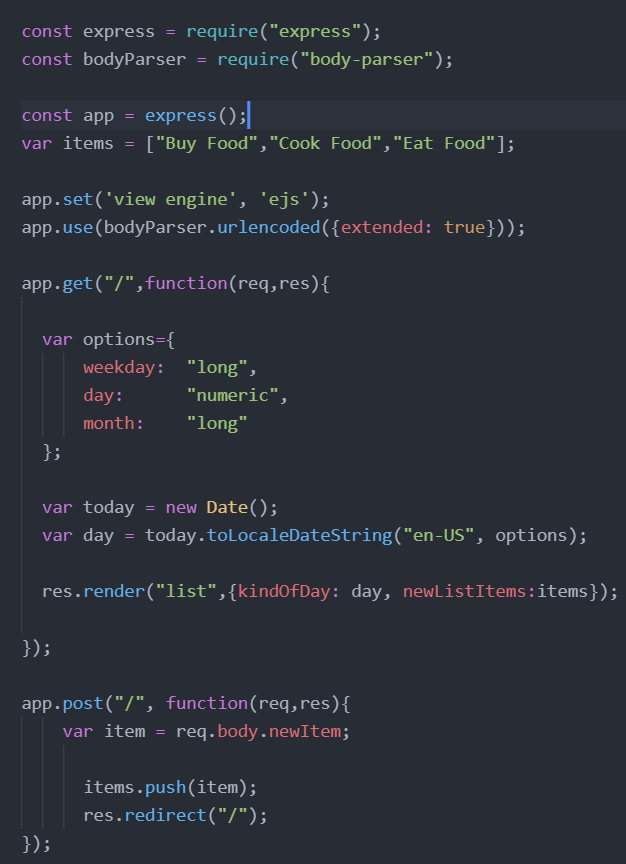 const express = require("express");
const bodyParser = require("body-parser");

const app = express();
var items = ["Buy Food","Cook Food","Eat Food"];

app.set('view engine', 'ejs');
app.use(bodyParser.urlencoded({extended: true}));

app.get("/",function(req,res){

  var options={
      weekday:  "long",
      day:      "numeric",
      month:    "long"
  };

  var today = new Date();
  var day = today.toLocaleDateString("en-US", options);

  res.render("list",{kindOfDay: day, newListItems:items});

});

app.post("/", function(req,res){
    var item = req.body.newItem;

      items.push(item);
      res.redirect("/");
});